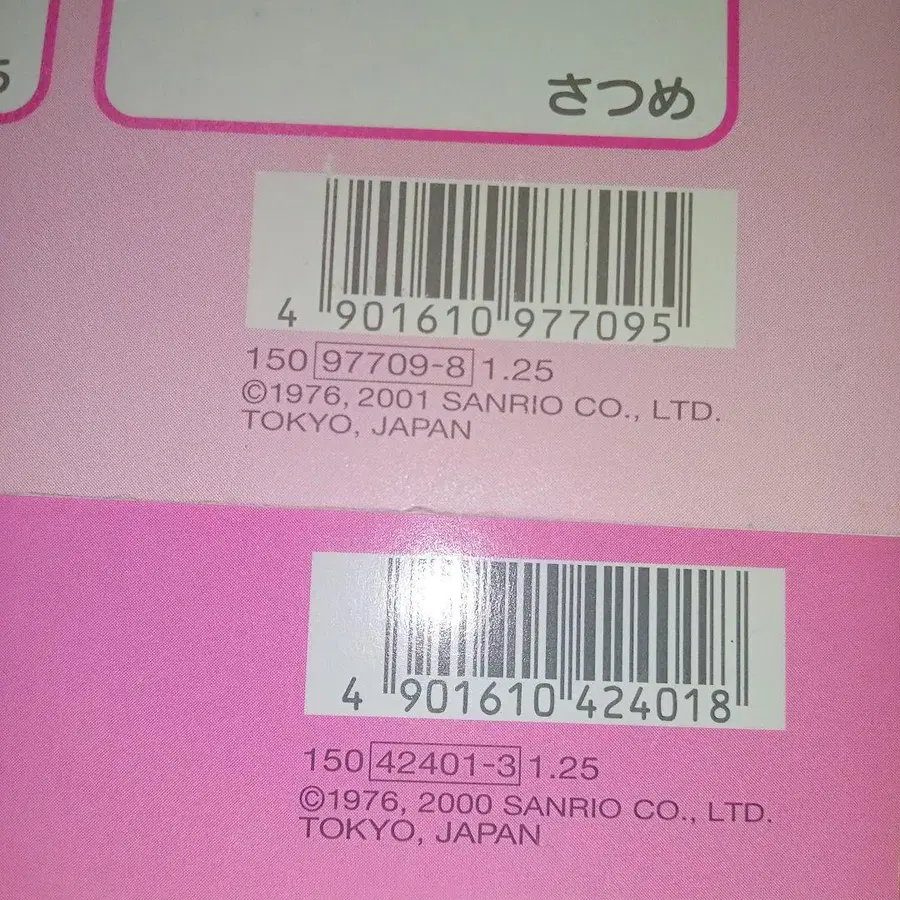 さつめ
4 901610 977095
150 97709-8 1.25
©1976, 2001 SANRIO CO., LTD.
TOKYO, JAPAN
4 901610 424018
150 42401-3 1.25
©1976, 2000 SANRIO CO., LTD.
TOKYO, JAPAN